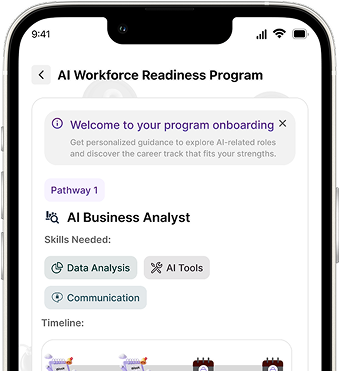 9:41
AI Workforce Readiness Program
Welcome to your program onboarding
Get personalized guidance to explore AI-related roles
and discover the career track that fits your strengths.
Pathway 1
AI Business Analyst
Skills Needed:
Data Analysis
AI Tools
Communication
Timeline: